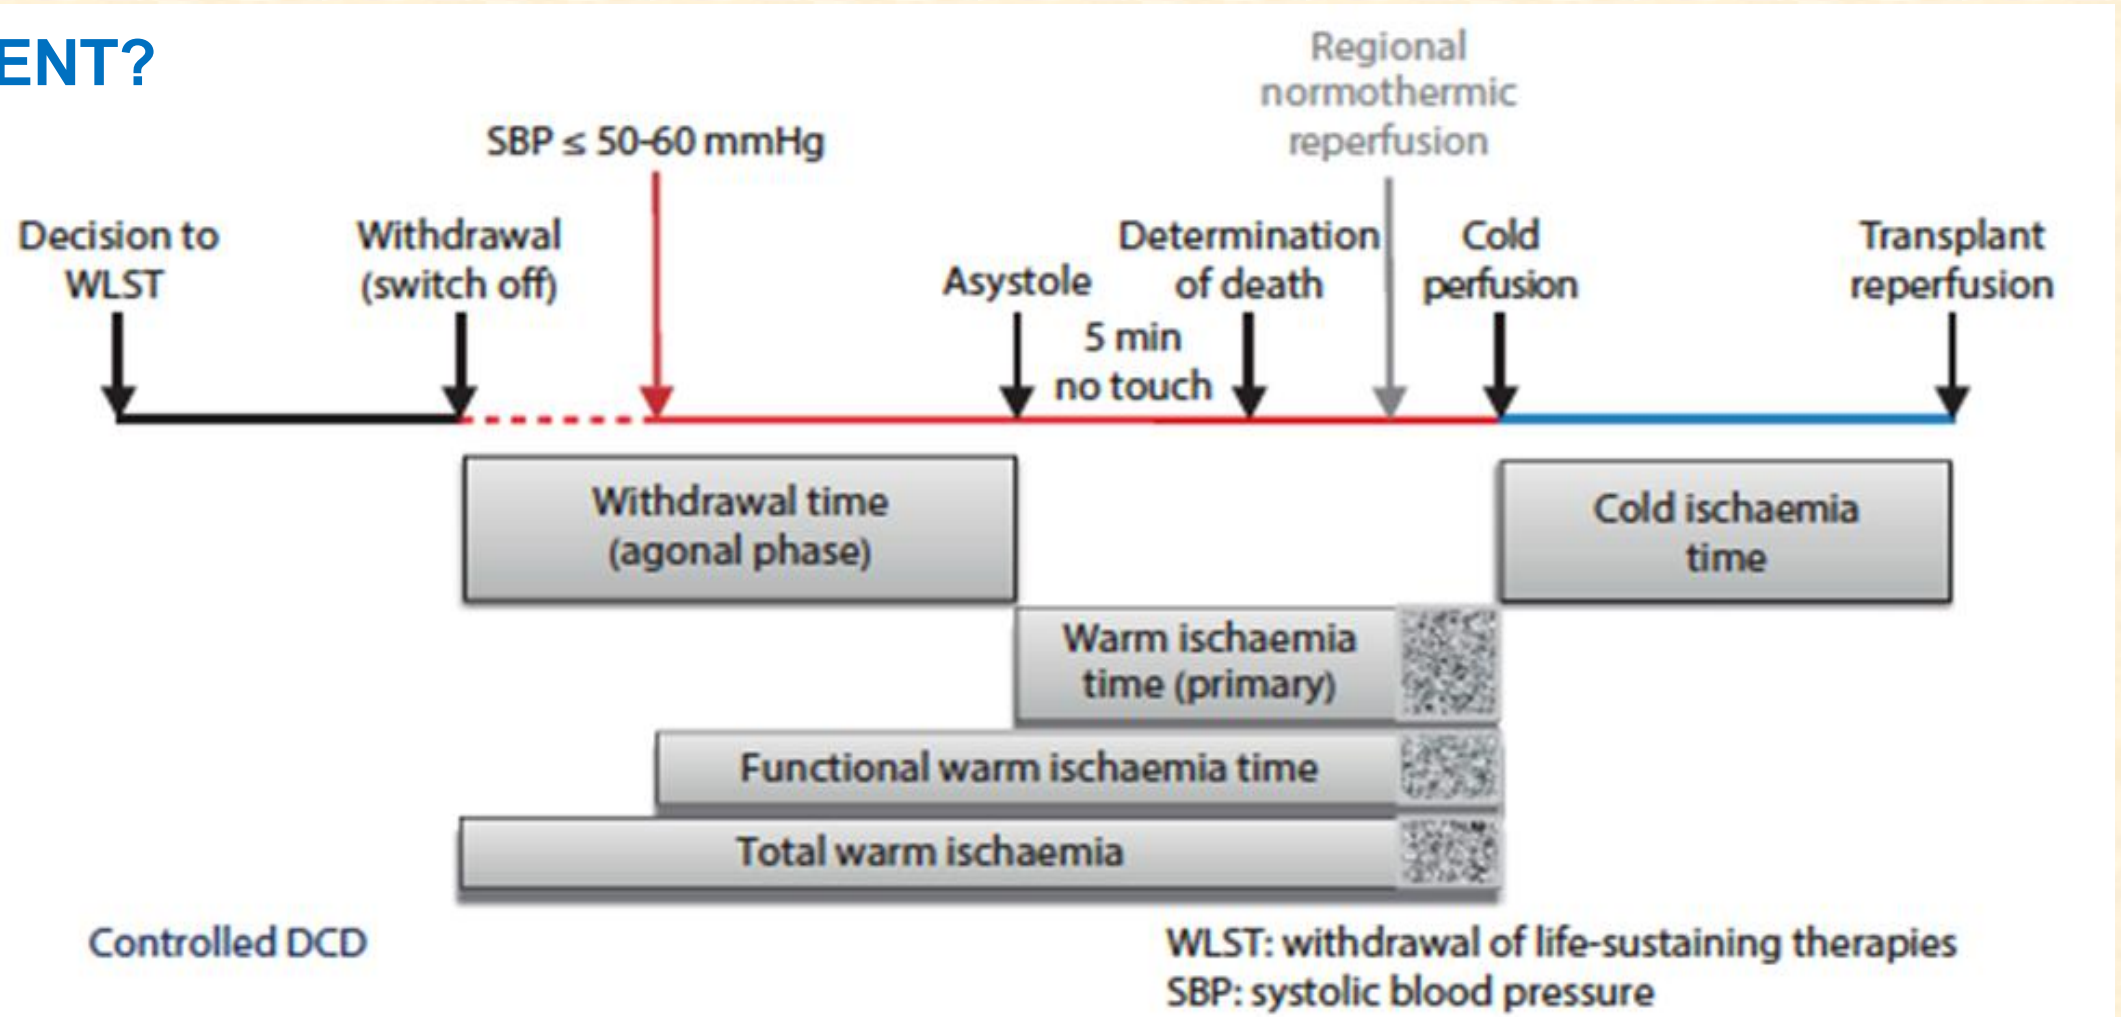 ENT?
Regional
normothermic
reperfusion
SBP ≤ 50-60 mmHg
Decision to
WLST
Withdrawal
(switch off)
Asystole
5 min
no touch
Determination
of death
Cold
perfusion
Transplant
reperfusion
Withdrawal time
(agonal phase)
Cold ischaemia
time
Warm ischaemia
time (primary)
Functional warm ischaemia time
Total warm ischaemia
Controlled DCD
WLST: withdrawal of life-sustaining therapies
SBP: systolic blood pressure